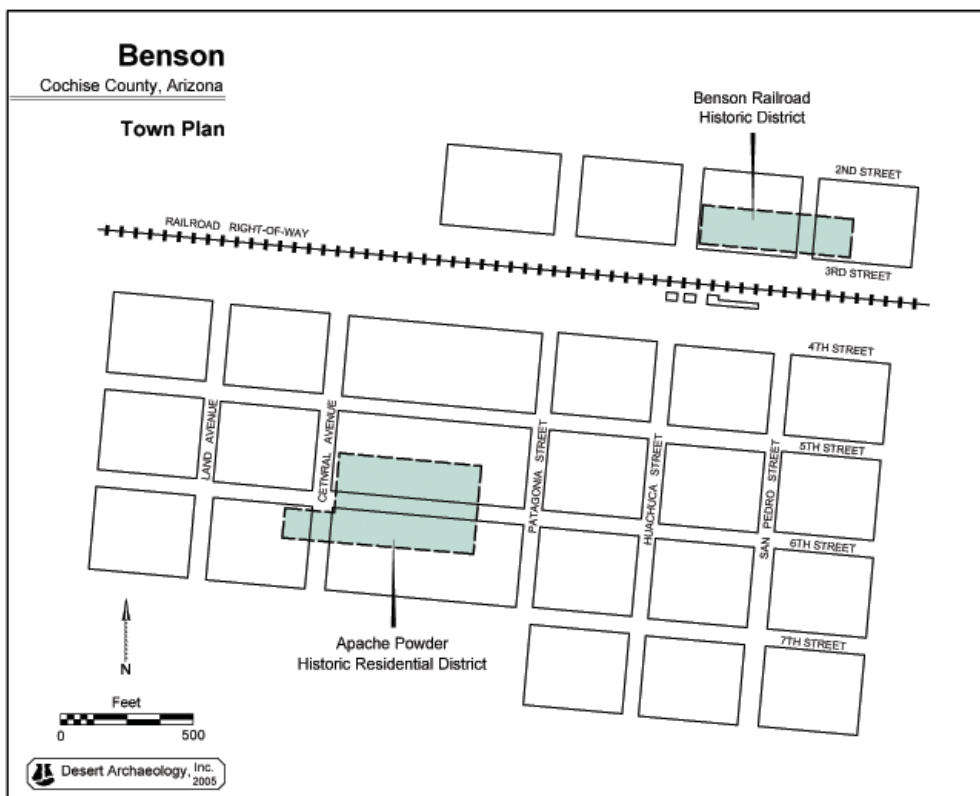 Benson
Cochise County, Arizona
Town Plan
Benson Railroad
Historic District
2ND STREET
RAILROAD RIGHT-OF-WAY
3RD STREET
4TH STREET
LAND AVENUE
CETNRAL AVENUE
PATAGONIA STREET
HUACHUCA STREET
SAN PEDRO STREET
5TH STREET
6TH STREET
7TH STREET
Apache Powder
Historic Residential District
N
Feet
0 500
Desert Archaeology, Inc.
2005